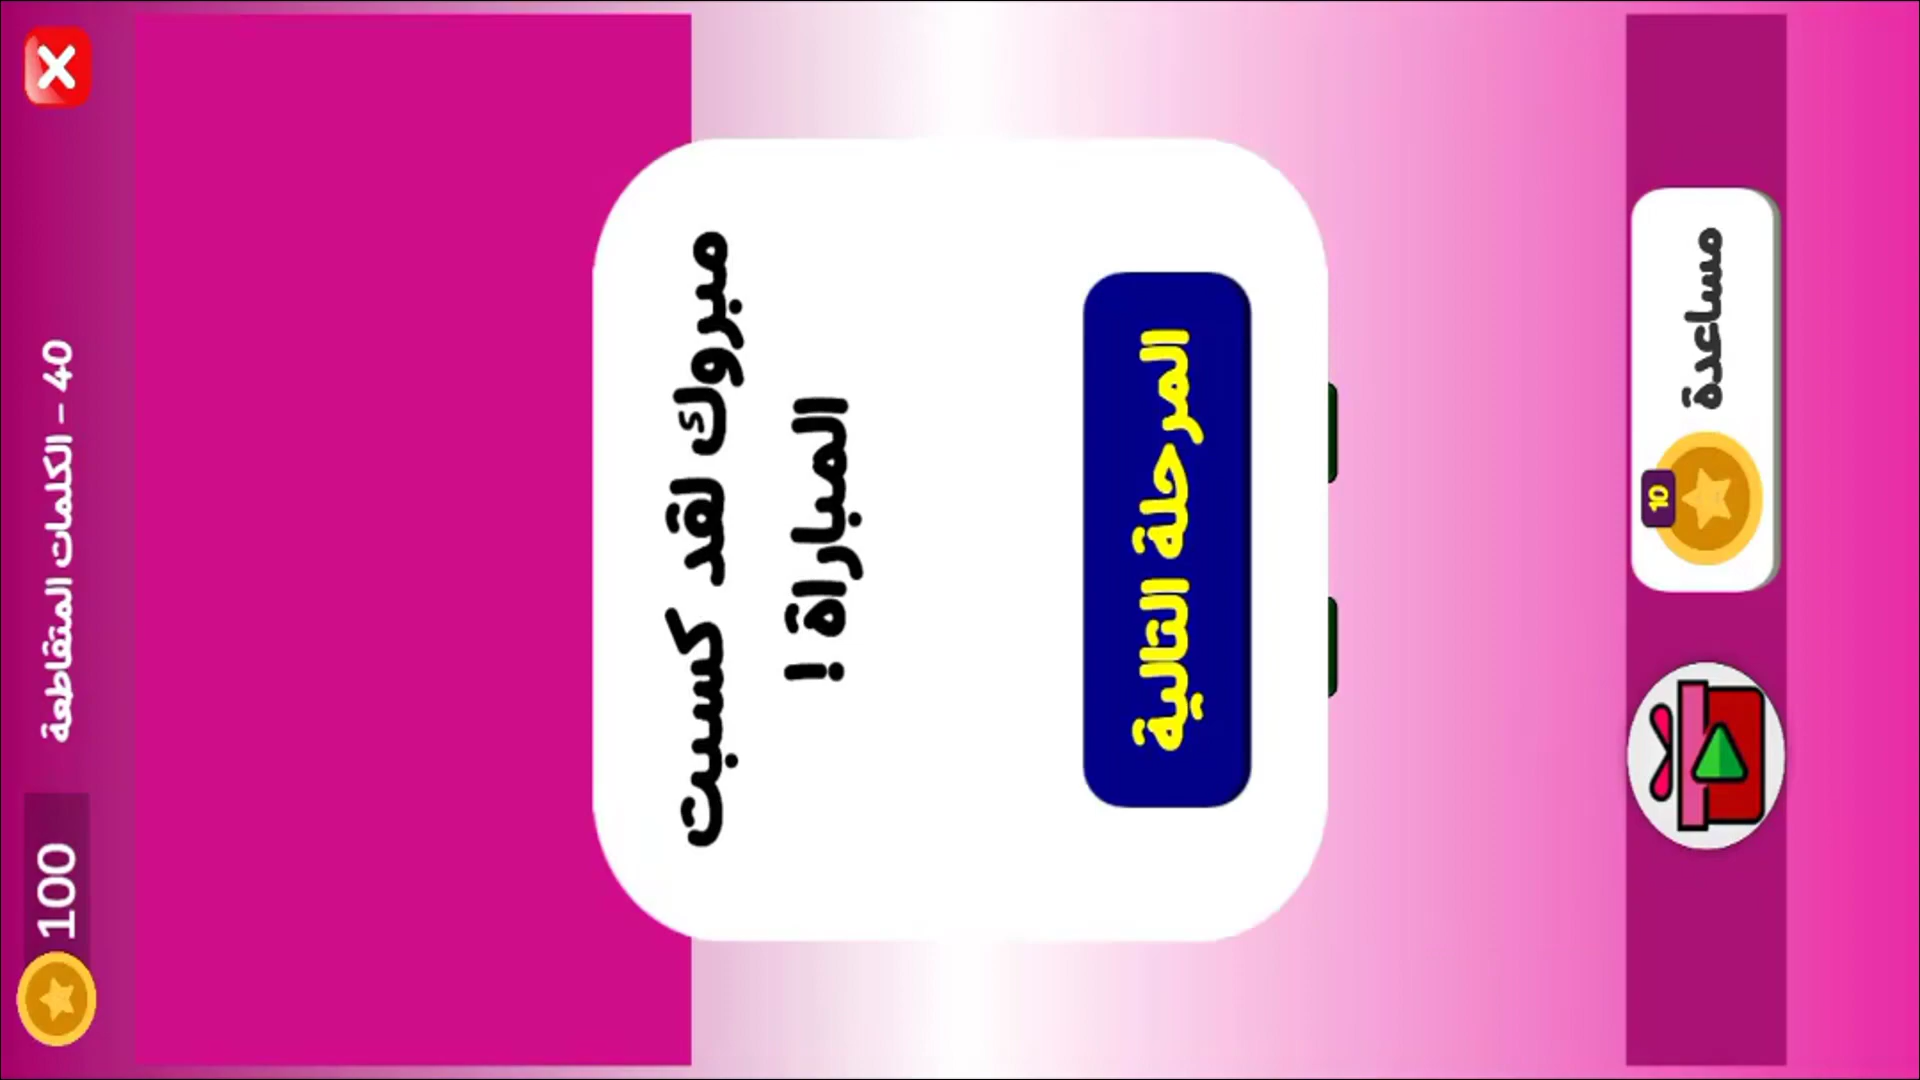 100
الكلمات المتقاطعة - 40
مبروك لقد كسبت
المباراة !
المرحلة التالية
10
مساعدة